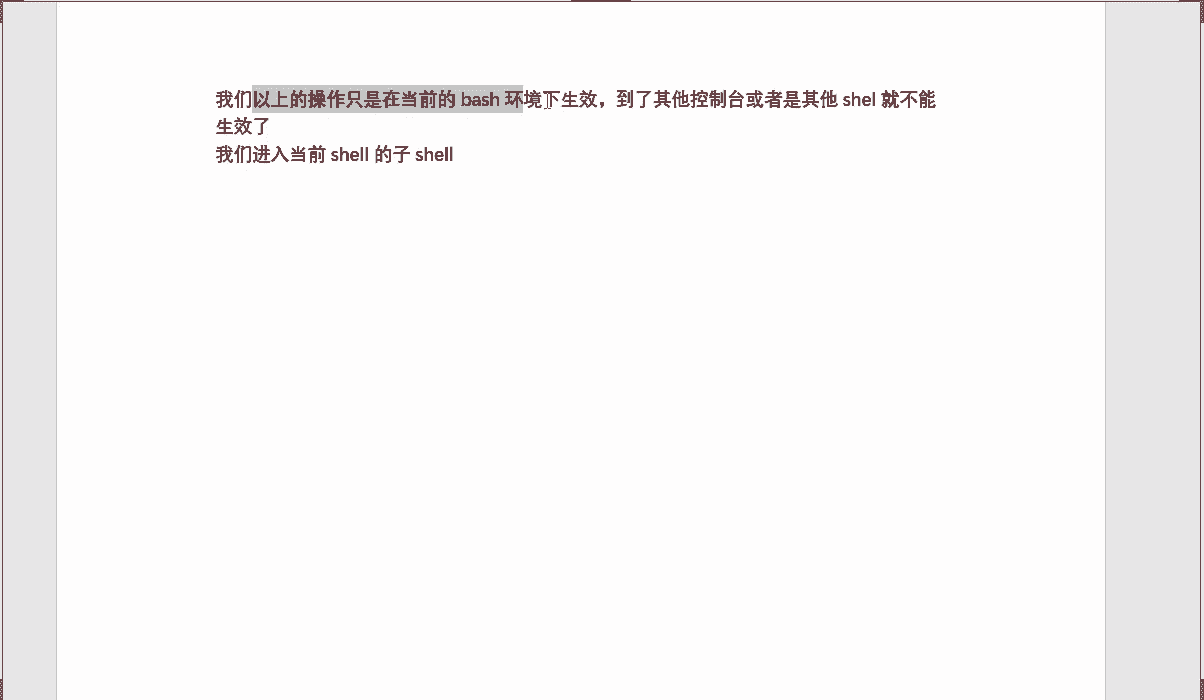 我们以上的操作只是在当前的 bash 环境下生效，到了其他控制台或者是其他 shel 就不能
生效了
我们进入当前 shell 的子 shell